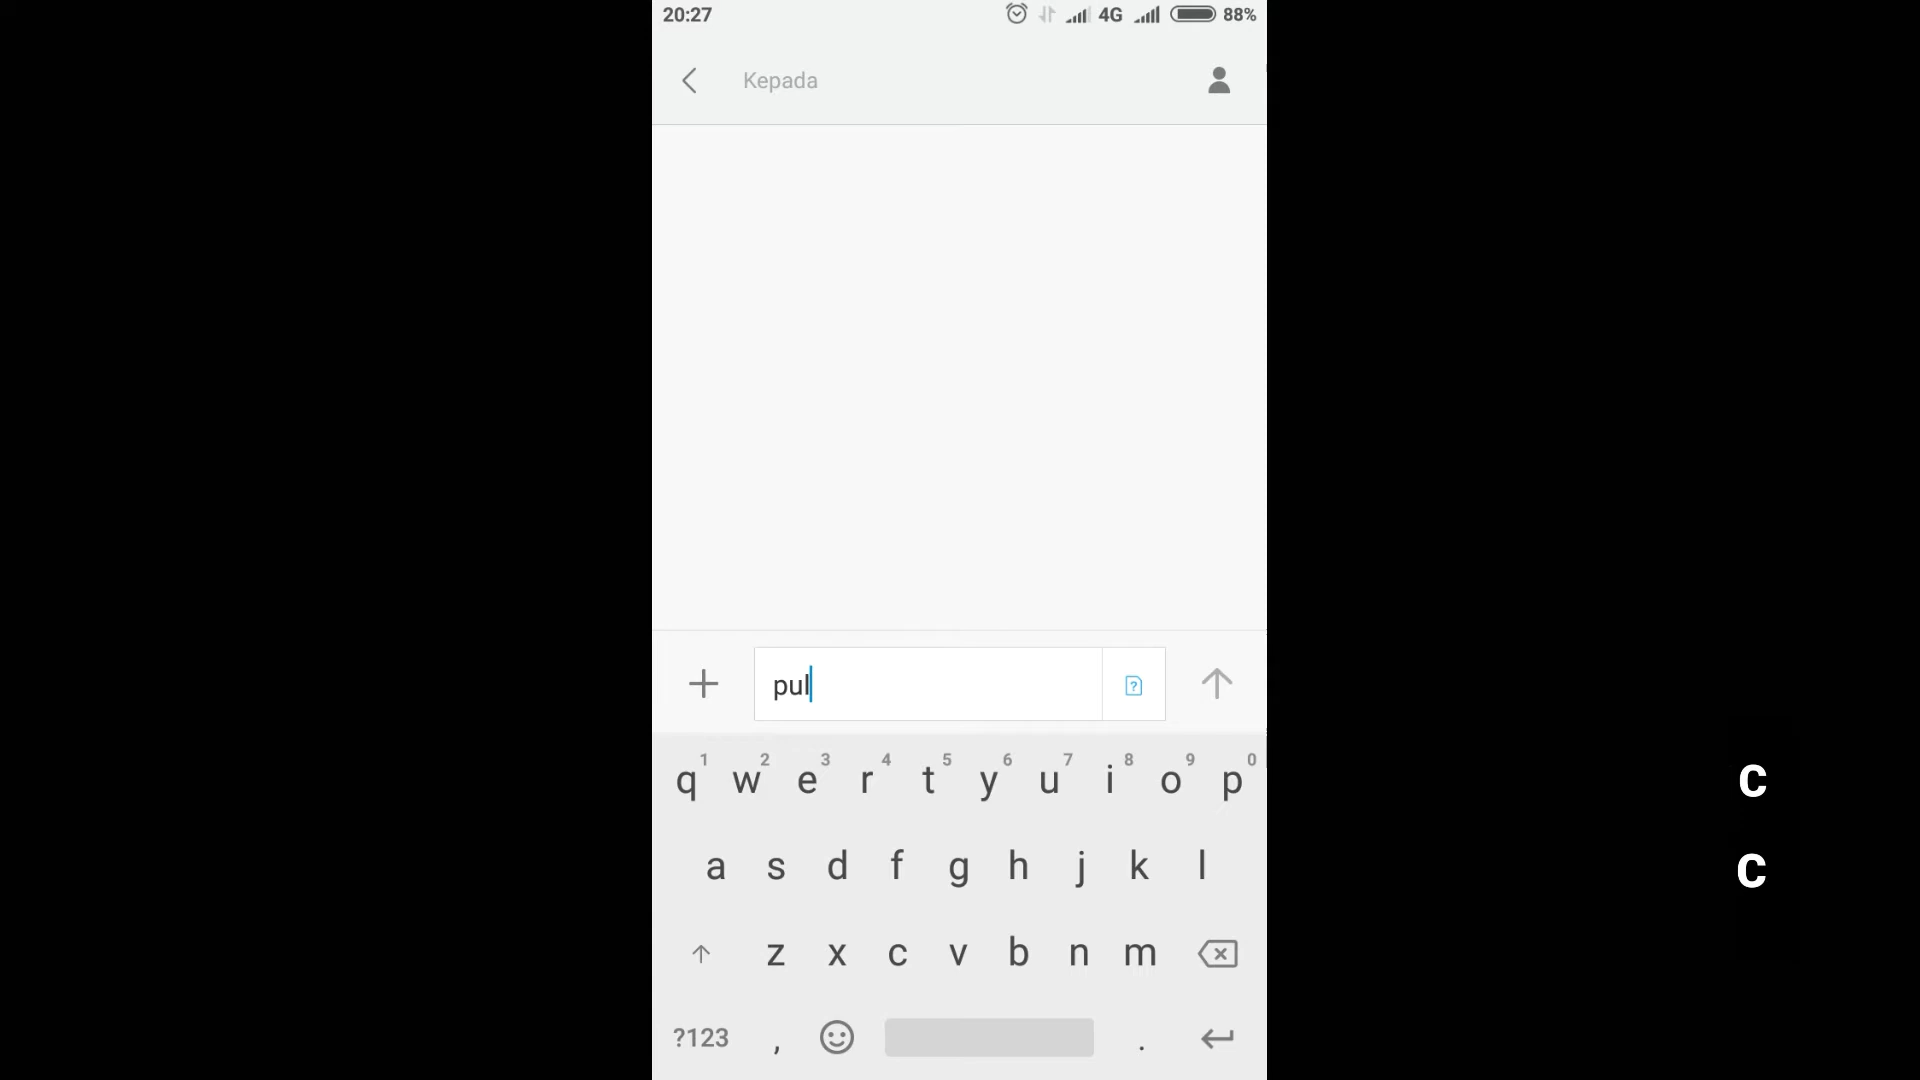 20:27 4G 88%
Kepada
pul
?
1 2 3 4 5 6 7 8 9 0
q w e r t y u i o p
a s d f g h j k l
z x c v b n m
?123 , .
c
c